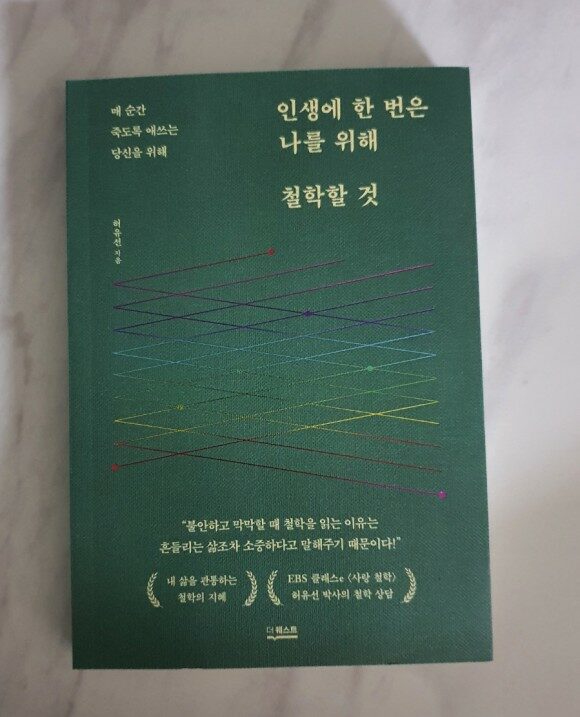 매 순간
죽도록 애쓰는
당신을 위해
인생에 한 번은
나를 위해
철학할 것
허유선 지음
“불안하고 막막할 때 철학을 읽는 이유는
흔들리는 삶조차 소중하다고 말해주기 때문이다!”
내 삶을 관통하는
철학의 지혜
EBS 클래스e 〈사랑 철학〉
허유선 박사의 철학 상담
더 퀘스트